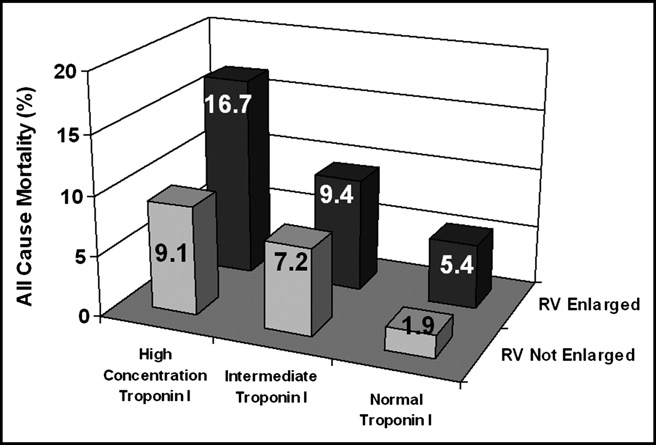 All Cause Mortality (%)
20
15
10
5
0
16.7
9.4
5.4
9.1
7.2
1.9
RV Enlarged
RV Not Enlarged
High
Concentration
Troponin I
Intermediate
Troponin I
Normal
Troponin I